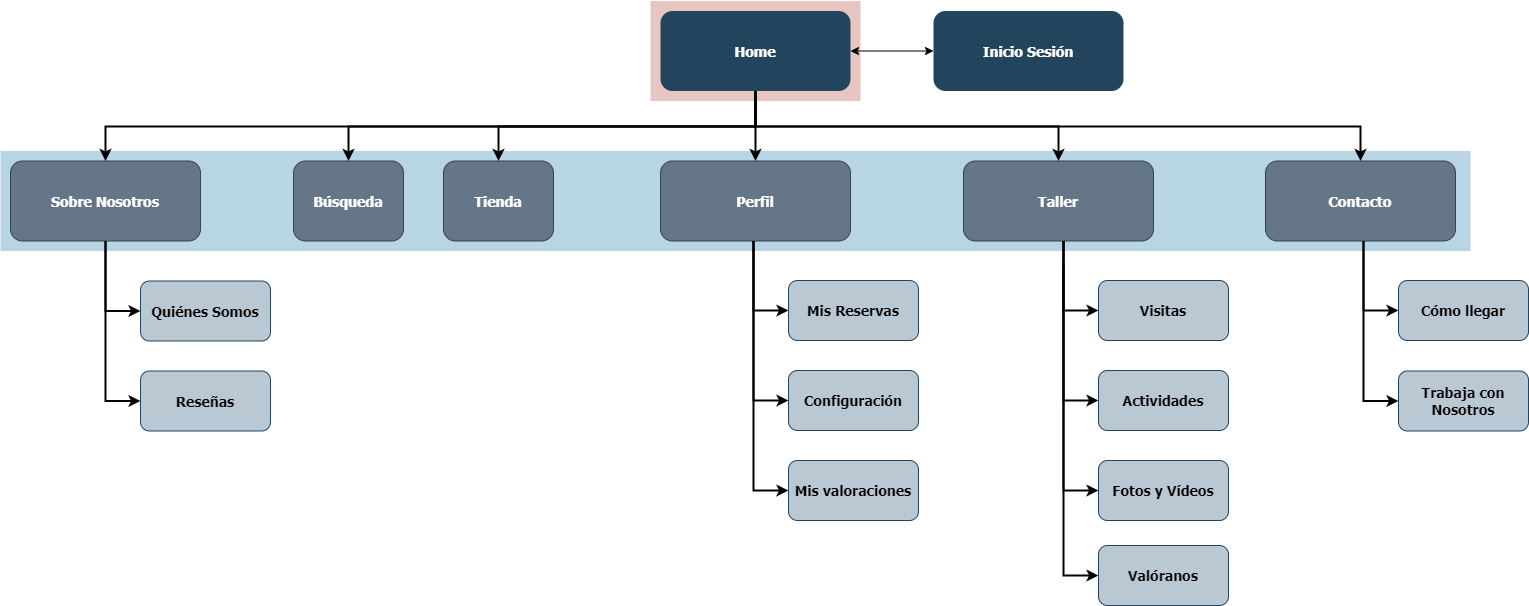 Home
Inicio Sesión
Sobre Nosotros
Búsqueda
Tienda
Perfil
Taller
Contacto
Quiénes Somos
Mis Reservas
Visitas
Cómo llegar
Reseñas
Configuración
Actividades
Trabaja con
Nosotros
Mis valoraciones
Fotos y Vídeos
Valóranos